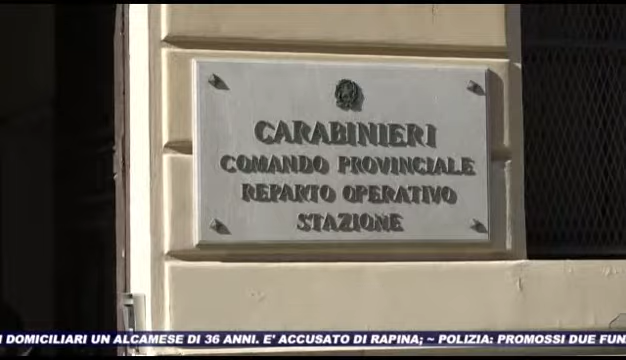 CARABINIERI
COMANDO PROVINCIALE
REPARTO OPERATIVO
STAZIONE
DOMICILIARI UN ALCAMESE DI 36 ANNI. E' ACCUSATO DI RAPINA; ~ POLIZIA: PROMOSSI DUE